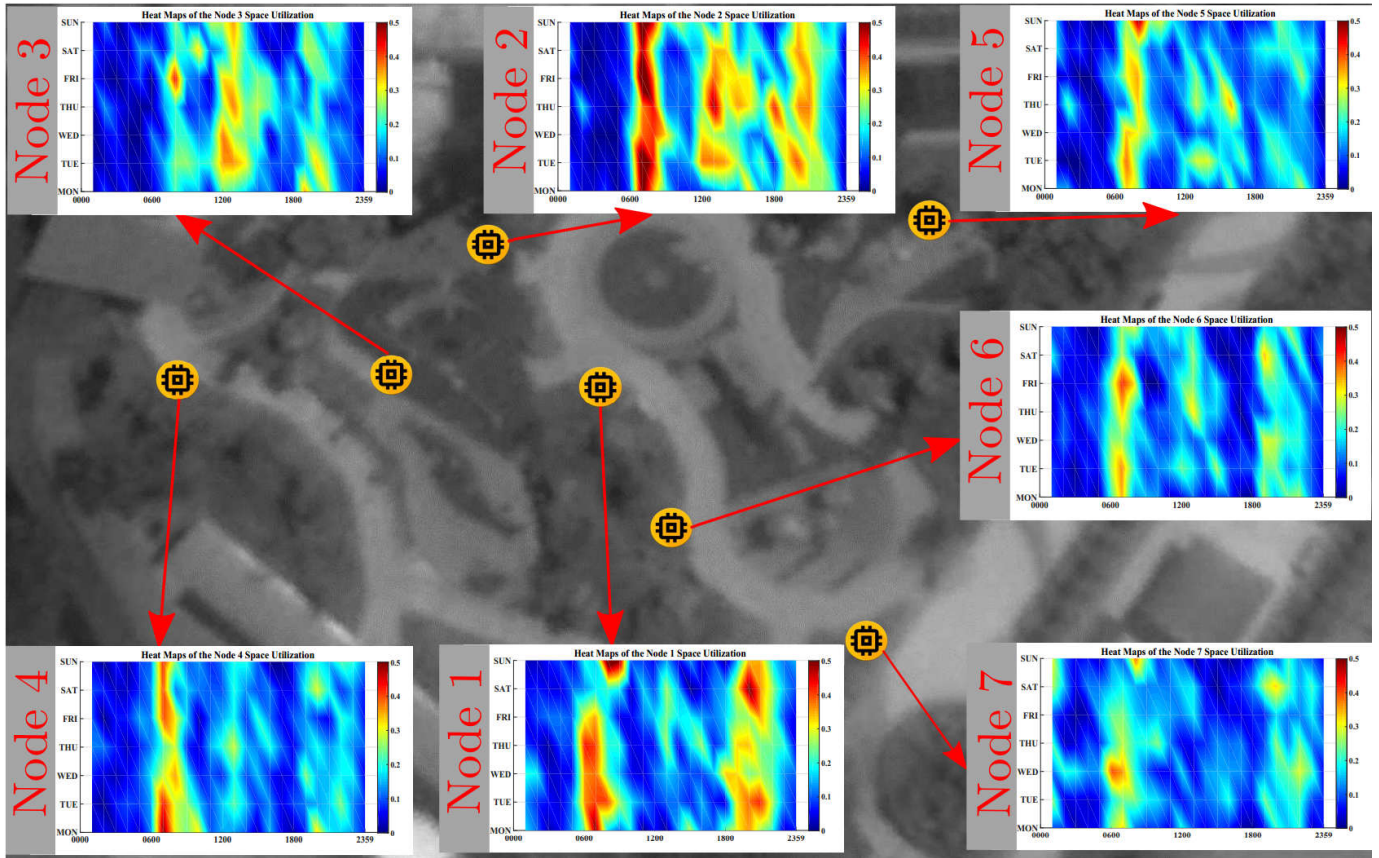 Node 3
Heat Maps of the Node 3 Space Utilization
SUN
SAT
FRI
THU
WED
TUE
MON
0000
0600
1200
1800
2359
0.5
0.4
0.3
0.2
0.1
0
Node 2
Heat Maps of the Node 2 Space Utilization
SUN
SAT
FRI
THU
WED
TUE
MON
0000
0600
1200
1800
2359
0.5
0.4
0.3
0.2
0.1
0
Node 5
Heat Maps of the Node 5 Space Utilization
SUN
SAT
FRI
THU
WED
TUE
MON
0000
0600
1200
1800
2359
0.5
0.4
0.3
0.2
0.1
0
Node 6
Heat Maps of the Node 6 Space Utilization
SUN
SAT
FRI
THU
WED
TUE
MON
0000
0600
1200
1800
2359
0.5
0.4
0.3
0.2
0.1
0
Node 4
Heat Maps of the Node 4 Space Utilization
SUN
SAT
FRI
THU
WED
TUE
MON
0000
0600
1200
1800
2359
0.5
0.4
0.3
0.2
0.1
0
Node 1
Heat Maps of the Node 1 Space Utilization
SUN
SAT
FRI
THU
WED
TUE
MON
0000
0600
1200
1800
2359
0.5
0.4
0.3
0.2
0.1
0
Node 7
Heat Maps of the Node 7 Space Utilization
SUN
SAT
FRI
THU
WED
TUE
MON
0000
0600
1200
1800
2359
0.5
0.4
0.3
0.2
0.1
0